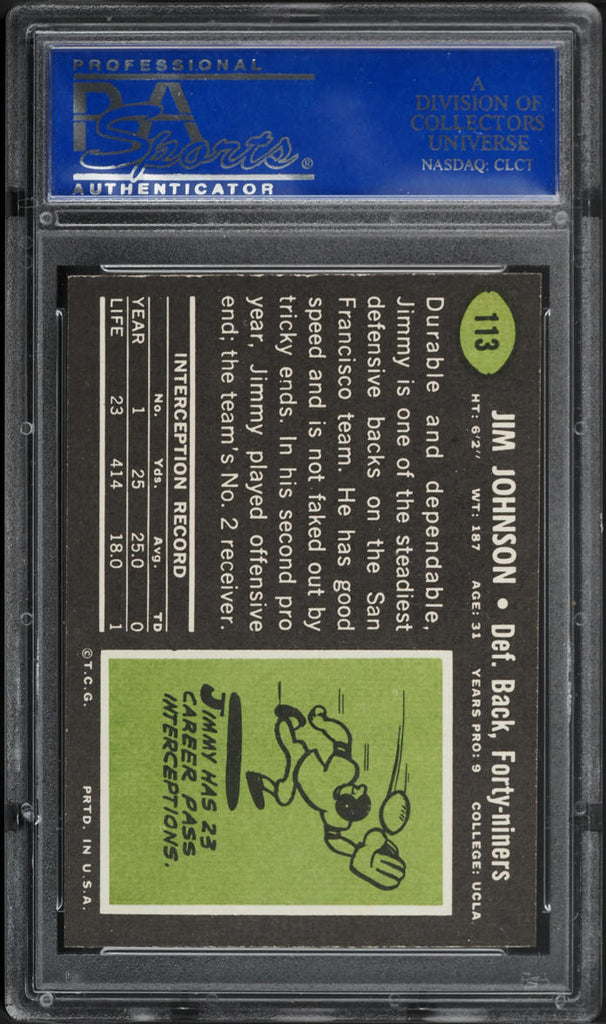 PROFESSIONAL
PSA
Sports®
AUTHENTICATOR
A
DIVISION OF
COLLECTORS
UNIVERSE
NASDAQ: CLCT
113
JIM JOHNSON • Def. Back, Forty-niners
HT: 6'2" WT: 187 AGE: 31 YEARS PRO: 9 COLLEGE: UCLA
Durable and dependable,
Jimmy is one of the steadiest
defensive backs on the San
Francisco team. He has good
speed and is not faked out by
tricky ends. In his second pro
year, Jimmy played offensive
end; the team's No. 2 receiver.
INTERCEPTION RECORD
No. Yds. Avg. TD
YEAR 1 25 25.0 0
LIFE 23 414 18.0 1
JIMMY HAS 23
CAREER PASS
INTERCEPTIONS.
©T.C.G. PRTD. IN U.S.A.